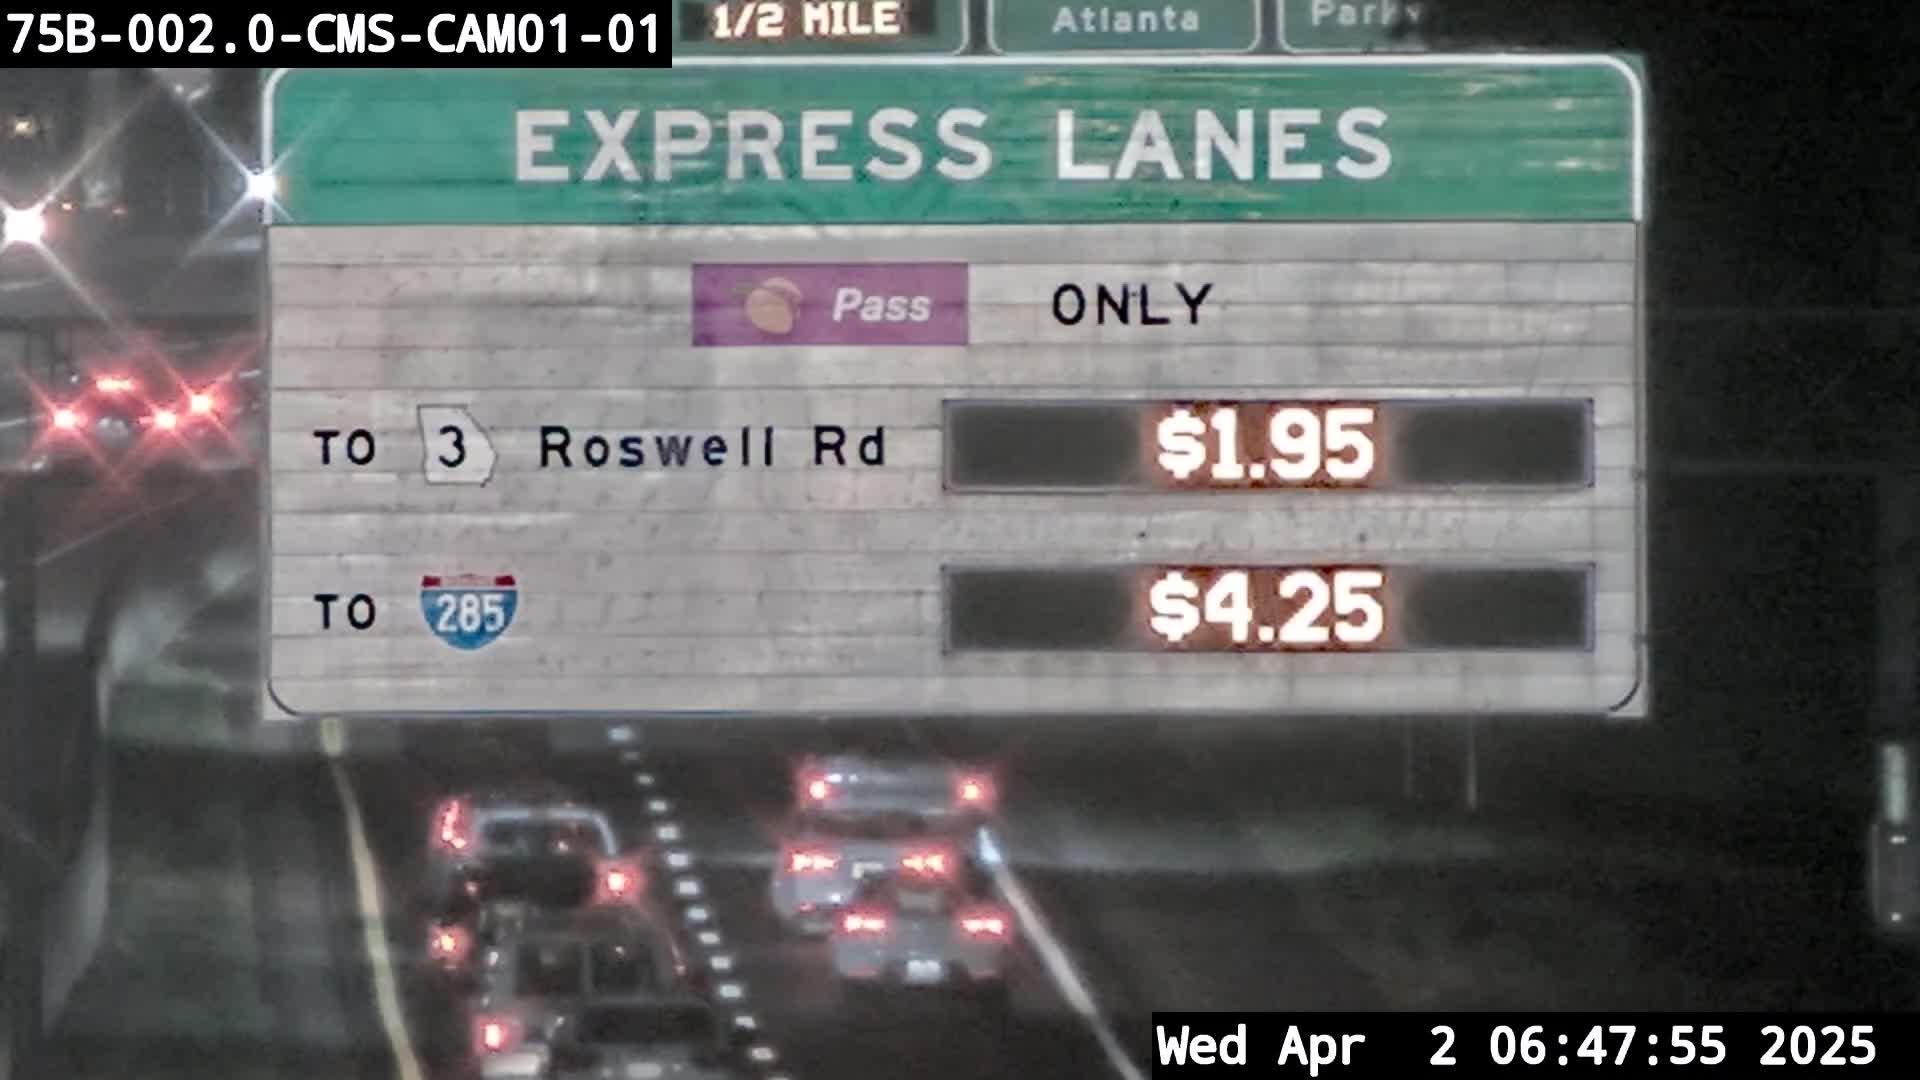 75B-002.0-CMS-CAM01-01
1/2 MILE
Atlanta
EXPRESS LANES
Pass ONLY
TO 3 Roswell Rd $1.95
TO 285 $4.25
Wed Apr 2 06:47:55 2025